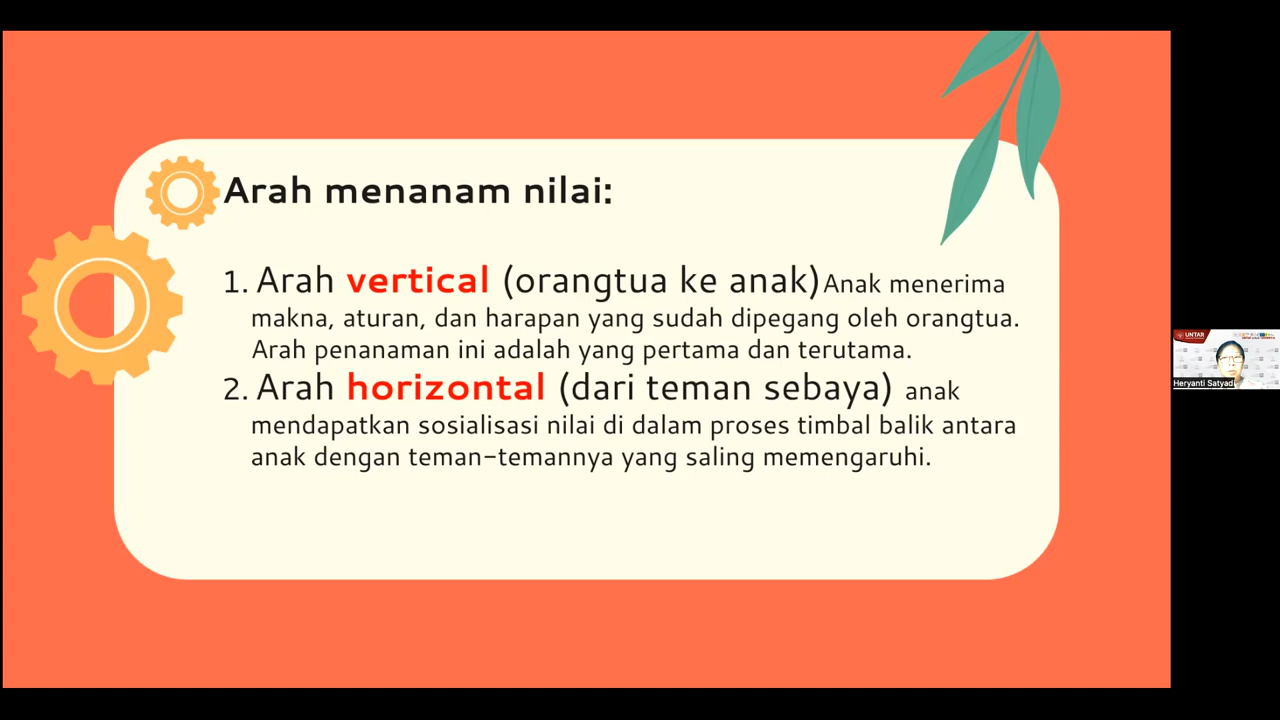 Arah menanam nilai:
1. Arah vertical (orangtua ke anak)Anak menerima
makna, aturan, dan harapan yang sudah dipegang oleh orangtua.
Arah penanaman ini adalah yang pertama dan terutama.
2. Arah horizontal (dari teman sebaya) anak
mendapatkan sosialisasi nilai di dalam proses timbal balik antara
anak dengan teman-temannya yang saling memengaruhi.
UNTAR
Heryanti Satyadi